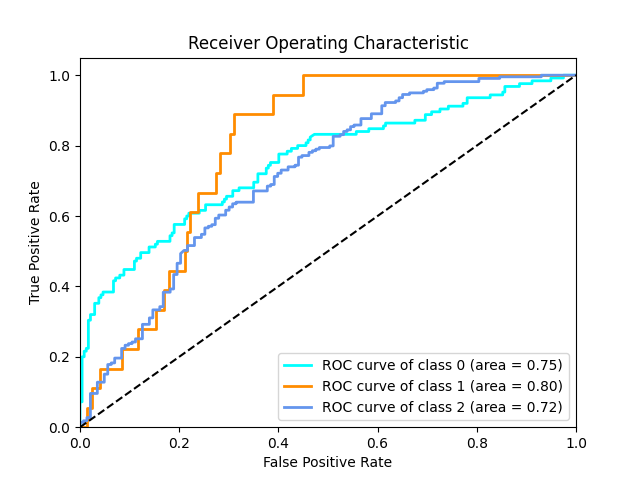 Receiver Operating Characteristic
True Positive Rate
1.0
0.8
0.6
0.4
0.2
0.0
ROC curve of class 0 (area = 0.75)
ROC curve of class 1 (area = 0.80)
ROC curve of class 2 (area = 0.72)
0.0 0.2 0.4 0.6 0.8 1.0
False Positive Rate